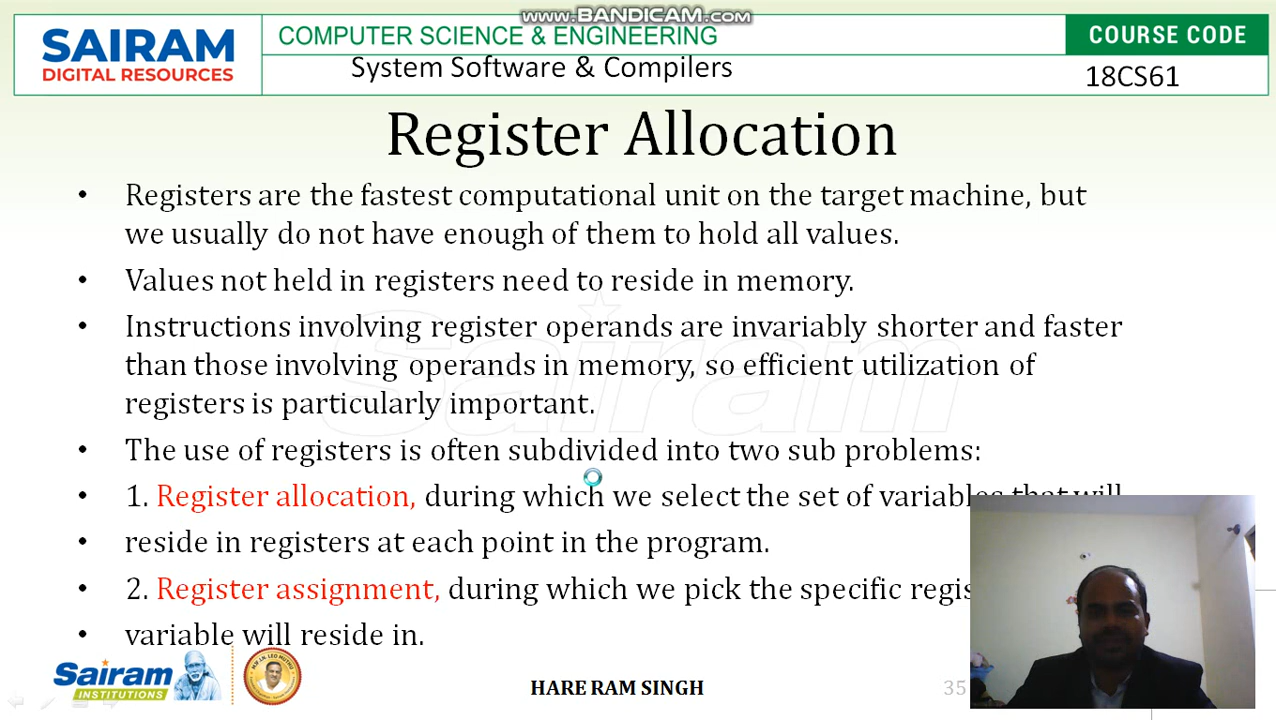 www.BANDICAM.com
SAIRAM
DIGITAL RESOURCES
COMPUTER SCIENCE & ENGINEERING
COURSE CODE
System Software & Compilers
18CS61
Register Allocation
• Registers are the fastest computational unit on the target machine, but
we usually do not have enough of them to hold all values.
• Values not held in registers need to reside in memory.
• Instructions involving register operands are invariably shorter and faster
than those involving operands in memory, so efficient utilization of
registers is particularly important.
• The use of registers is often subdivided into two sub problems:
• 1. Register allocation, during which we select the set of variables that will
• reside in registers at each point in the program.
• 2. Register assignment, during which we pick the specific
• variable will reside in.
Sairam
Sairam
INSTITUTIONS
HARE RAM SINGH
35